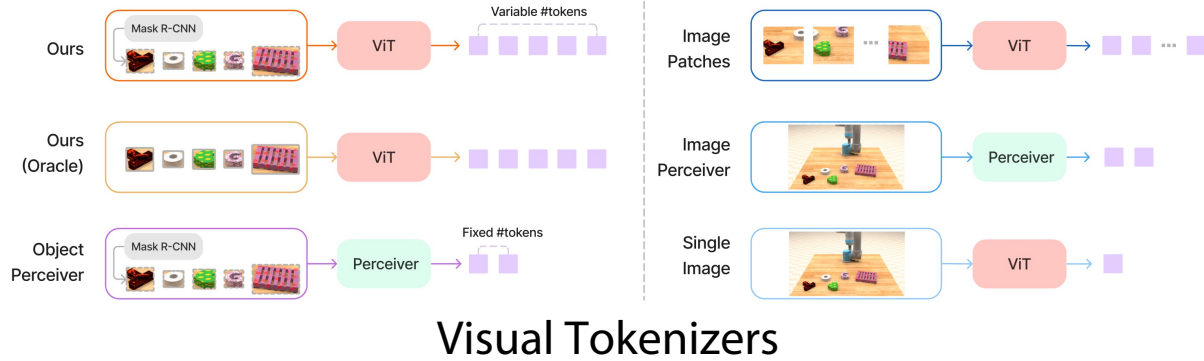 Ours
Mask R-CNN
ViT
Variable #tokens
Ours
(Oracle)
ViT
Object
Perceiver
Mask R-CNN
Perceiver
Fixed #tokens
Image
Patches
ViT
Image
Perceiver
Perceiver
Single
Image
ViT
Visual Tokenizers